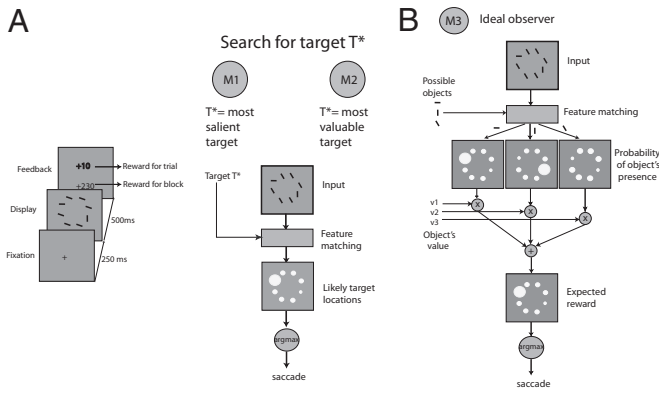 A
Search for target T*
M1
M2
T*= most
salient
target
T*= most
valuable
target
Feedback
+10
Reward for trial
+230
Reward for block
Display
500ms
Fixation
+
250 ms
Target T*
Input
Feature
matching
Likely target
locations
argmax
saccade
B
M3
Ideal observer
Input
Possible
objects
Feature matching
Probability
of object's
presence
v1
v2
v3
x
x
x
Object's
value
+
Expected
reward
argmax
saccade